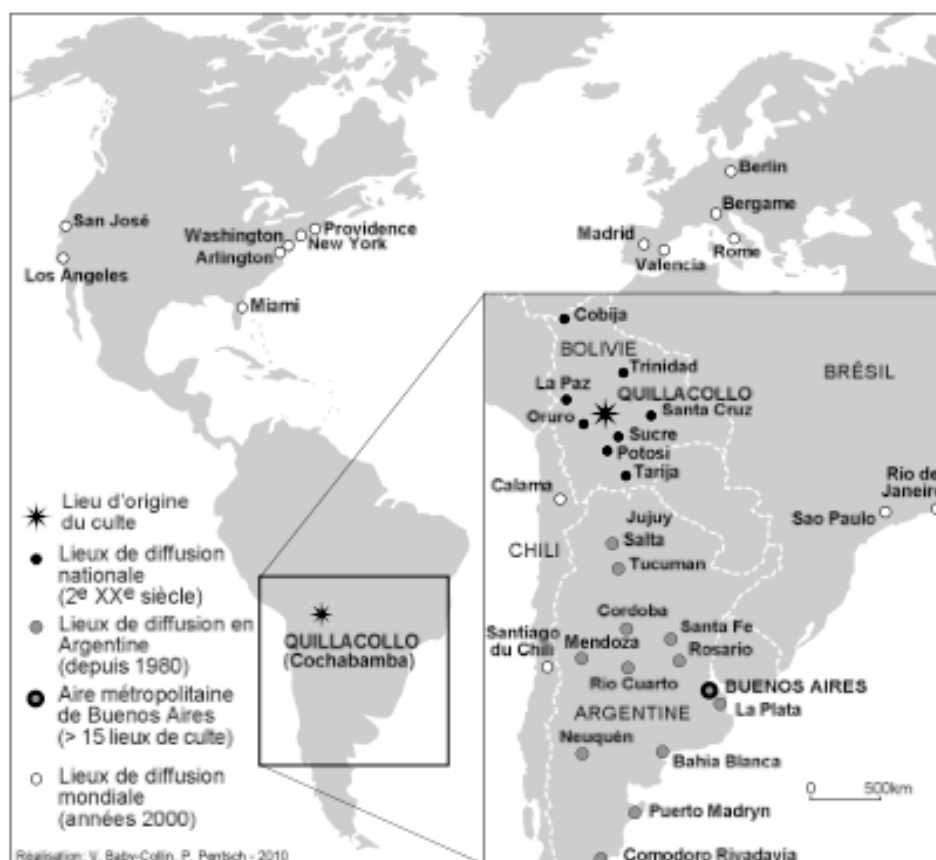 Berlin
Bergame
San José
Providence
Washington
New York
Madrid
Arlington
Rome
Valencia
Los Angeles
Miami
Cobija
BOLIVIE
Trinidad
BRÉSIL
La Paz
QUILLACOLLO
Santa Cruz
Oruro
Sucre
Potosi
Tarija
Rio de
Janeiro
Calama
Sao Paulo
Jujuy
CHILI
Salta
Tucuman
Cordoba
Santa Fe
Santiago
du Chili
Mendoza
Rosario
Rio Cuarto
BUENOS AIRES
La Plata
ARGENTINE
Neuquén
Bahia Blanca
0 500km
Puerto Madryn
Comodoro Rivadavia
QUILLACOLLO
(Cochabamba)
Lieu d'origine
du culte
Lieux de diffusion
nationale
(2e XXe siècle)
Lieux de diffusion en
Argentine
(depuis 1980)
Aire métropolitaine
de Buenos Aires
(> 15 lieux de culte)
Lieux de diffusion
mondiale
(années 2000)
Réalisation: V. Baby-Collin, P. Pentsch - 2010